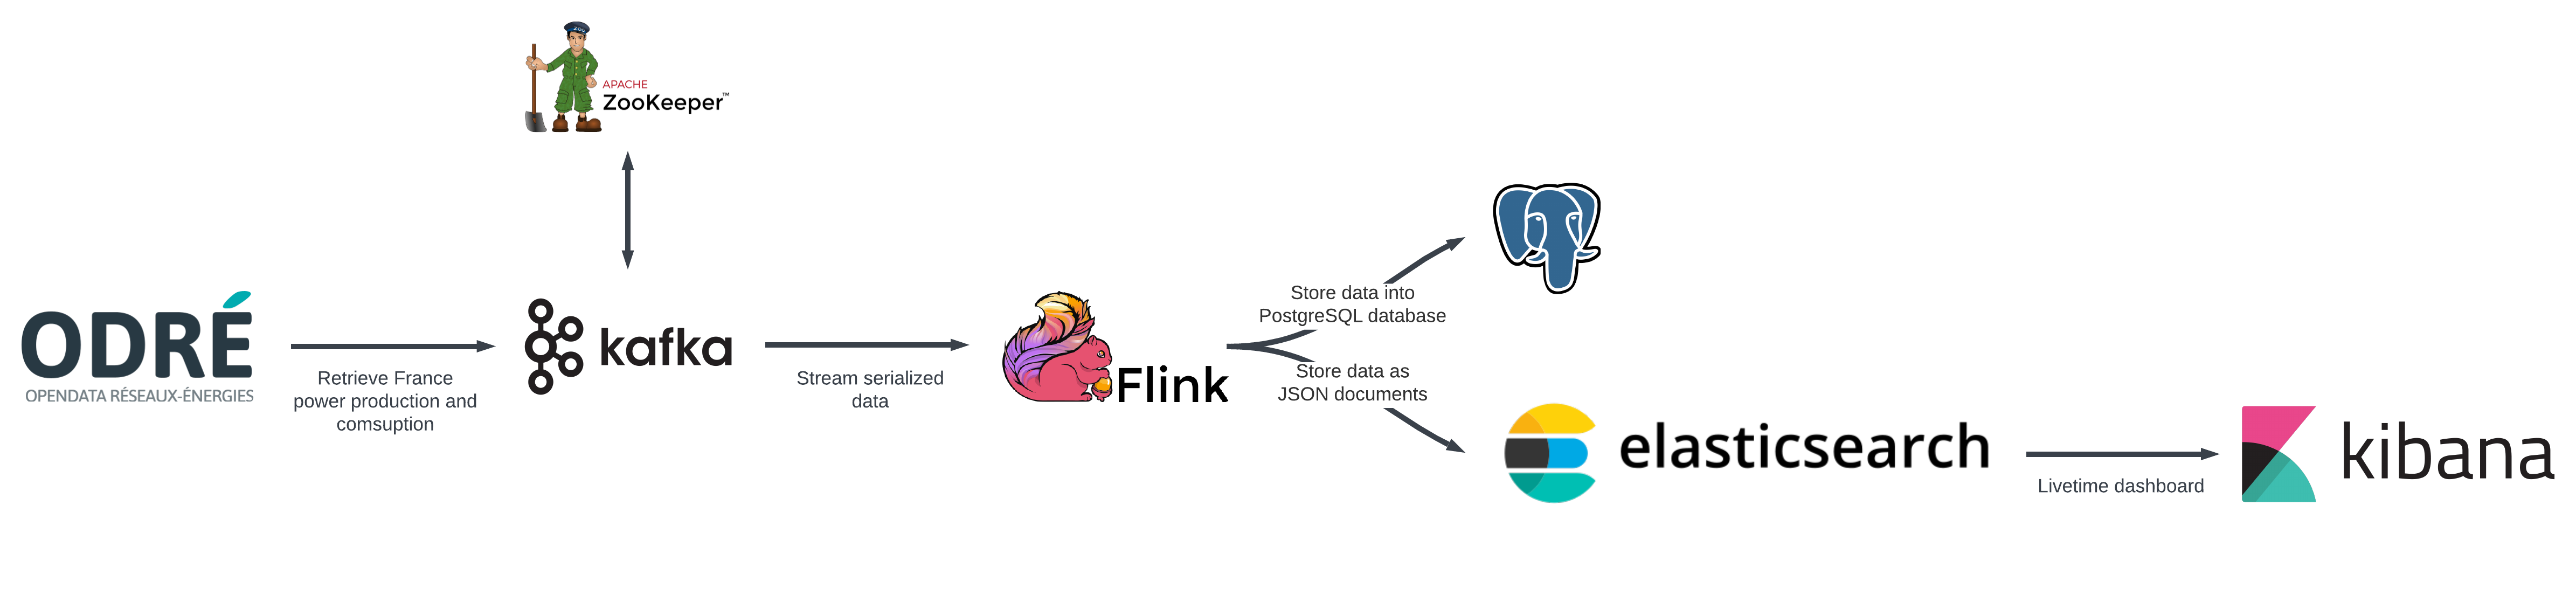 APACHE
ZooKeeper™
ODRÉ
OPENDATA RÉSEAUX-ÉNERGIES
Retrieve France
power production and
comsuption
kafka
Stream serialized
data
Flink
Store data into
PostgreSQL database
Store data as
JSON documents
elasticsearch
Livetime dashboard
kibana